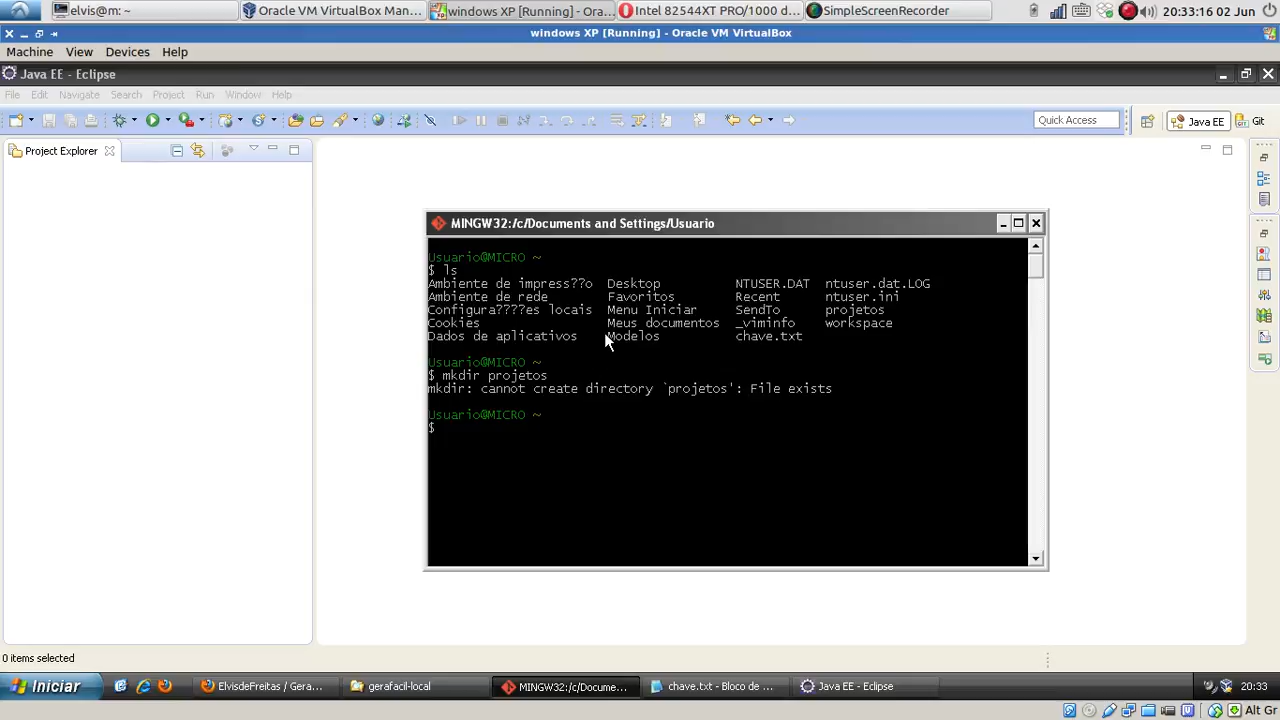 elvis@m: ~
Oracle VM VirtualBox Man...
windows XP [Running] - Ora...
Intel 82544XT PRO/1000 d...
SimpleScreenRecorder
20:33:16 02 Jun
windows XP [Running] - Oracle VM VirtualBox
Machine View Devices Help
Java EE - Eclipse
File Edit Navigate Search Project Run Window Help
Quick Access
Java EE
Git
Project Explorer
MINGW32:/c/Documents and Settings/Usuario
Usuario@MICRO ~
$ ls
Ambiente de impress??o Desktop NTUSER.DAT ntuser.dat.LOG
Ambiente de rede Favoritos Recent ntuser.ini
Configura????es locais Menu Iniciar SendTo projetos
Cookies Meus documentos _viminfo workspace
Dados de aplicativos Modelos chave.txt
Usuario@MICRO ~
$ mkdir projetos
mkdir: cannot create directory `projetos': File exists
Usuario@MICRO ~
$
0 items selected
Iniciar
ElvisdeFreitas / Gera...
gerafacil-local
MINGW32:/c/Docume...
chave.txt - Bloco de ...
Java EE - Eclipse
20:33
Alt Gr